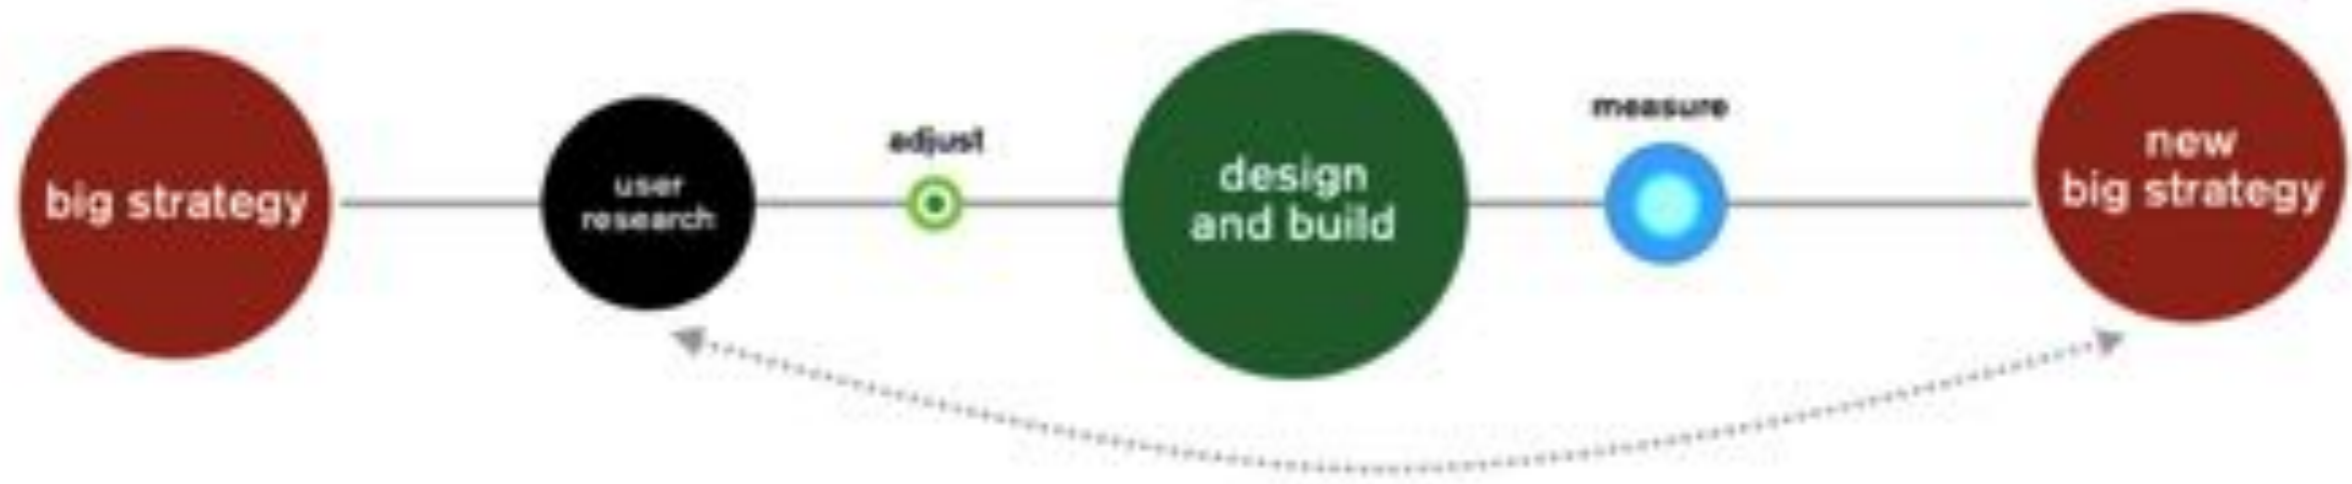 big strategy
user
research
adjust
design
and build
measure
new
big strategy